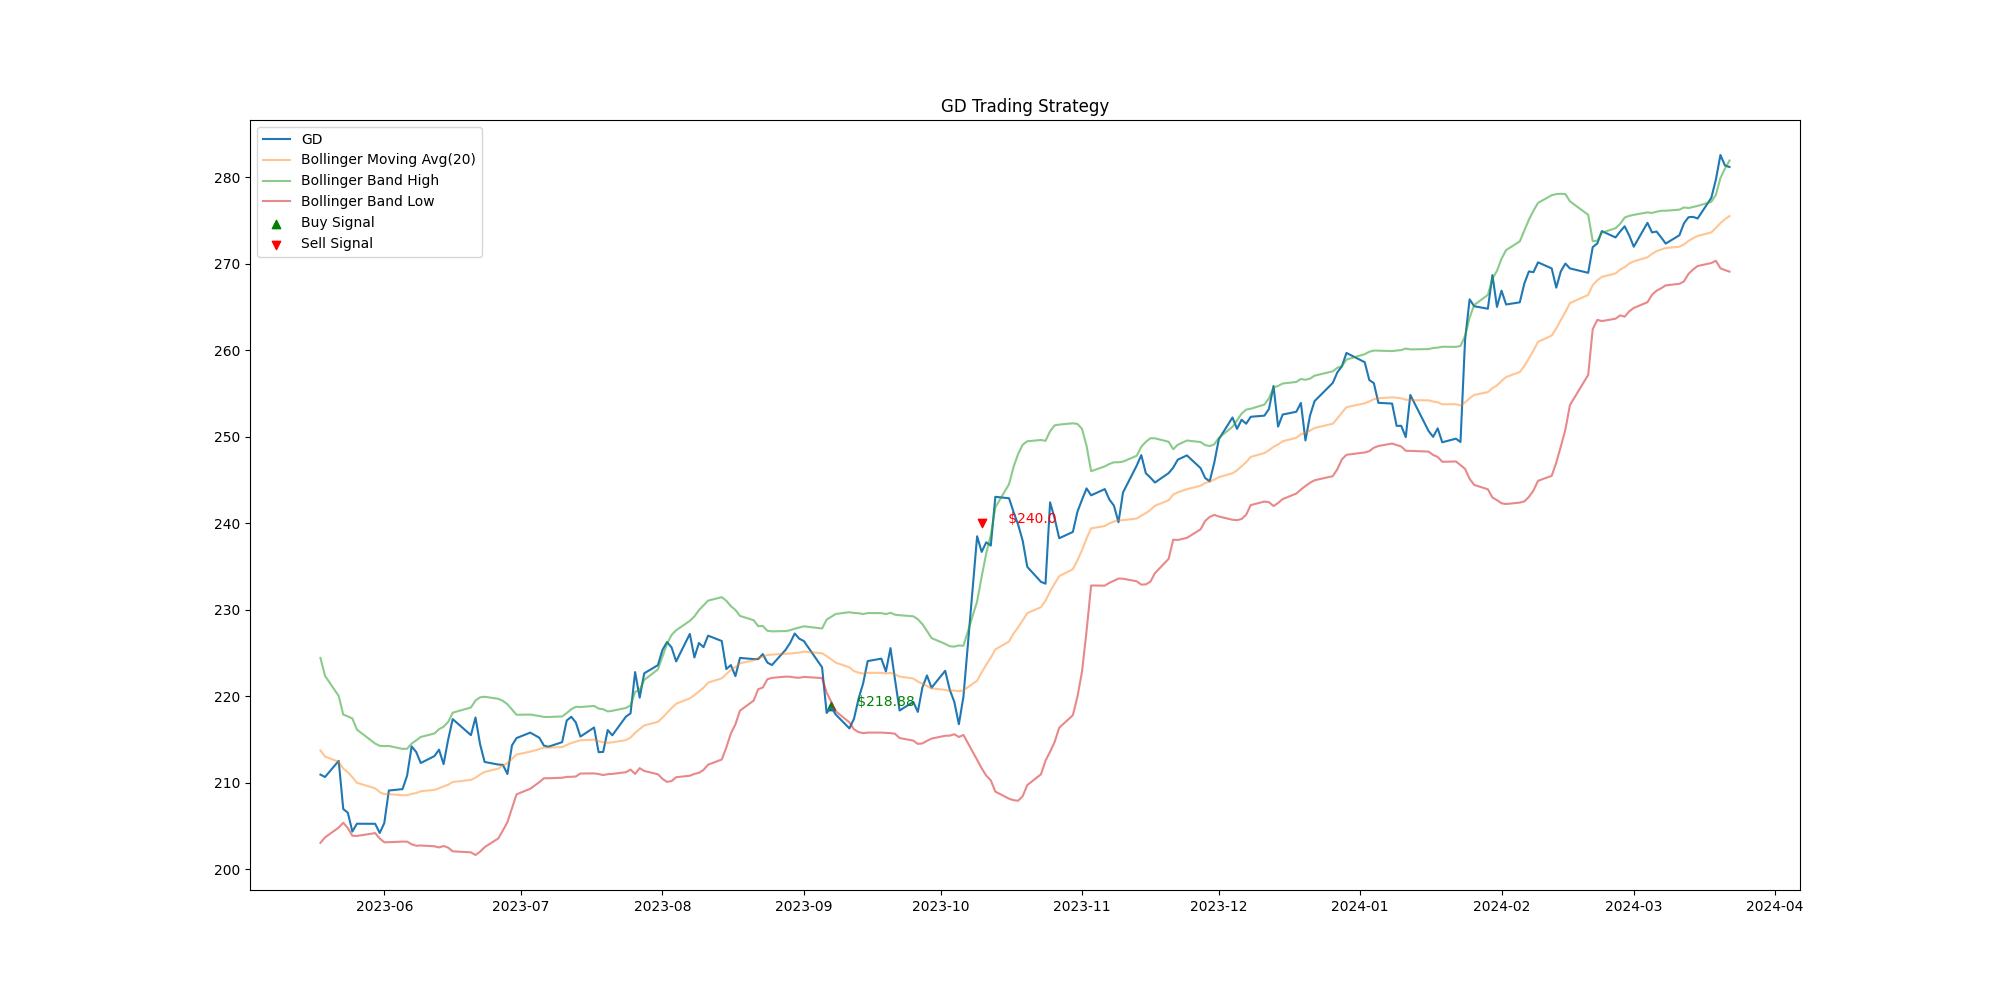 GD Trading Strategy
GD
Bollinger Moving Avg(20)
Bollinger Band High
Bollinger Band Low
Buy Signal
Sell Signal
280
270
260
250
240
230
220
210
200
$240.0
$218.88
2023-06 2023-07 2023-08 2023-09 2023-10 2023-11 2023-12 2024-01 2024-02 2024-03 2024-04